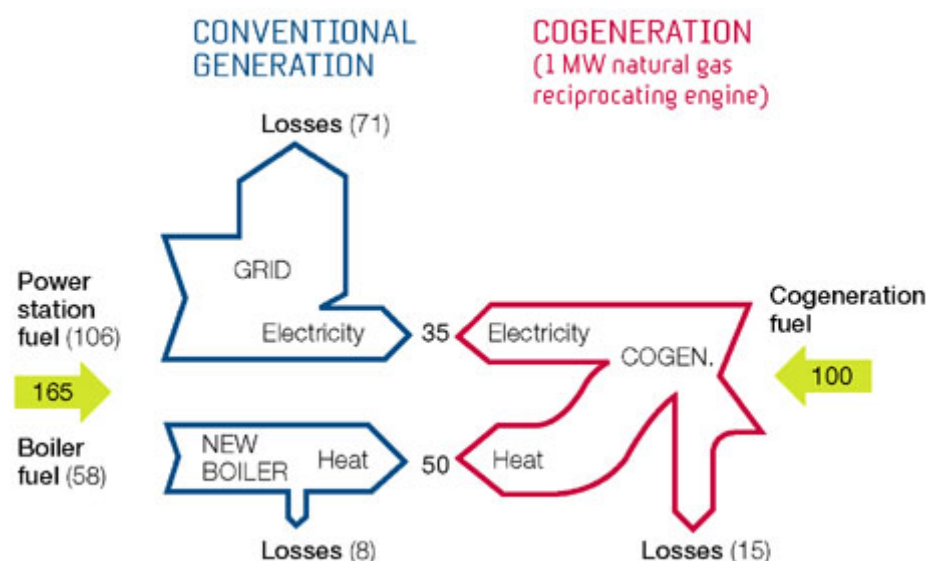 CONVENTIONAL
GENERATION
COGENERATION
(1 MW natural gas
reciprocating engine)
Losses (71)
GRID
Power
station
fuel (106)
Electricity
35
Electricity
COGEN.
Cogeneration
fuel
165
100
Boiler
fuel (58)
NEW
BOILER
Heat
50
Heat
Losses (8)
Losses (15)